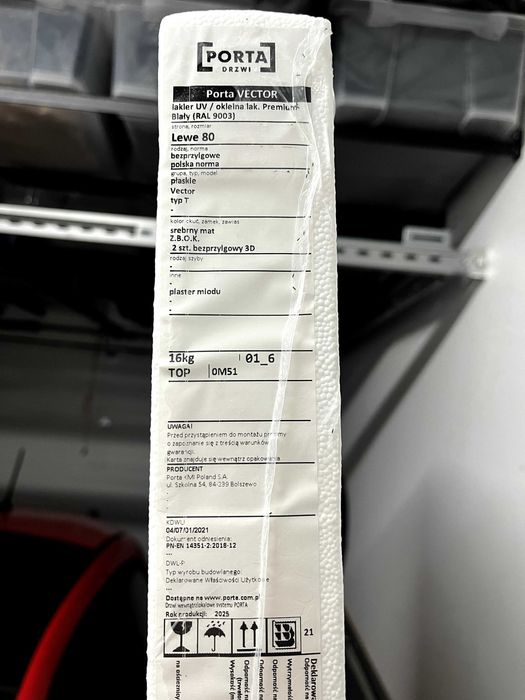 PORTA
DRZWI
Porta VECTOR
lakier UV / okleina lak. Premium
Biały (RAL 9003)
strona, rozmiar
Lewe 80
rodzaj, norma
bezprzylgowe
polska norma
grupa, typ, model
płaskie
Vector
typ T
-
kolor okuć, zamek, zawias
srebrny mat
Z.B.O.K.
2 szt. bezprzylgowy 3D
rodzaj szyby
-
inne
-
plaster miodu
-
-
16kg 01_6
TOP 0M51
UWAGA!
Przed przystąpieniem do montażu prosimy
o zapoznanie się z treścią warunków
gwarancji.
Karta znajduje się wewnątrz opakowania
PRODUCENT
Porta KMI Poland S.A.
ul. Szkolna 54, 84-239 Bolszewo
KDWU
04/07/01/2021
Dokument odniesienia:
PN-EN 14351-2:2018-12
---
DWU-P
Typ wyrobu budowlanego:
Deklarowane Właściwości Użytkowe
---
Dostępne na www.porta.com.pl
Drzwi wewnątrzlokalowe systemu PORTA
Rok produkcji: 2025
21